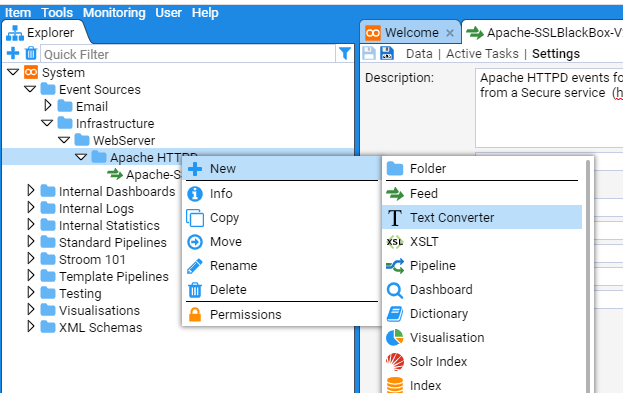 Item Tools Monitoring User Help
Explorer
Quick Filter
System
Event Sources
Email
Infrastructure
WebServer
Apache HTTPD
Apache-S
Internal Dashboards
Internal Logs
Internal Statistics
Standard Pipelines
Stroom 101
Template Pipelines
Testing
Visualisations
XML Schemas
New
Info
Copy
Move
Rename
Delete
Permissions
Folder
Feed
T Text Converter
XSL XSLT
Pipeline
Dashboard
Dictionary
Visualisation
Solr Index
Index
Welcome × Apache-SSLBlackBox-V
Data | Active Tasks | Settings
Description:
Apache HTTPD events fo
from a Secure service (h